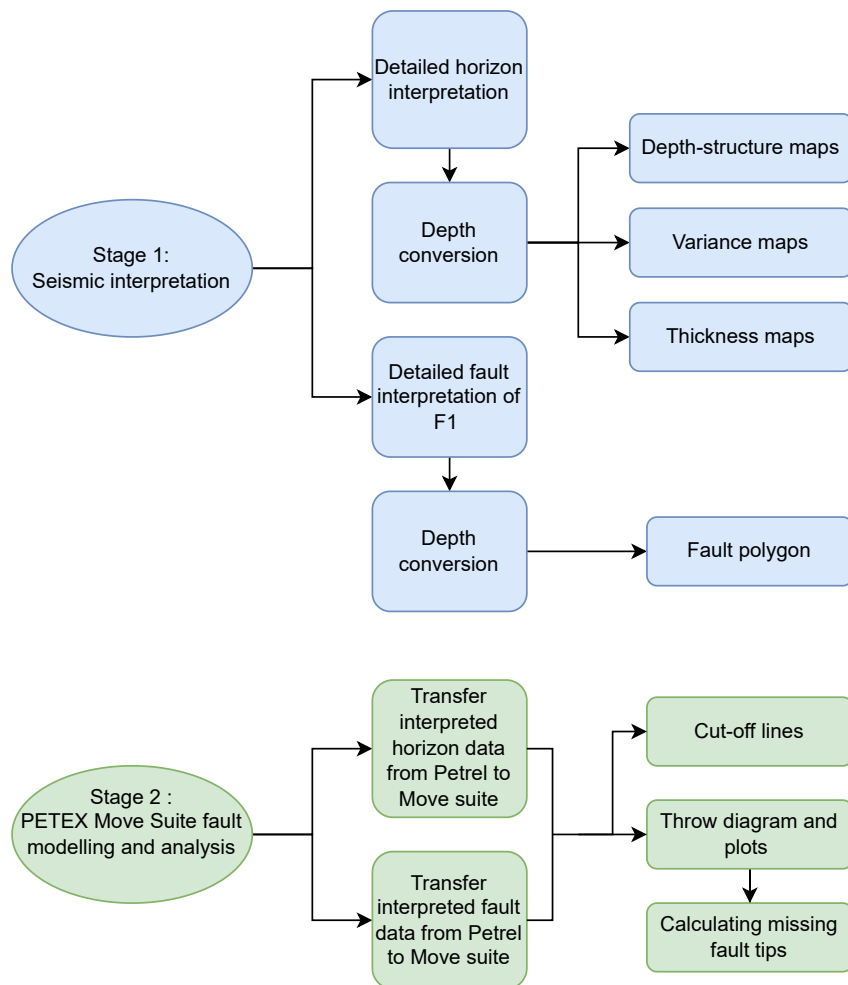 Detailed horizon
interpretation
Depth-structure maps
Stage 1:
Seismic interpretation
Depth
conversion
Variance maps
Thickness maps
Detailed fault
interpretation of
F1
Depth
conversion
Fault polygon
Transfer
interpreted
horizon data
from Petrel to
Move suite
Cut-off lines
Stage 2 :
PETEX Move Suite fault
modelling and analysis
Throw diagram and
plots
Transfer
interpreted fault
data from Petrel
to Move suite
Calculating missing
fault tips